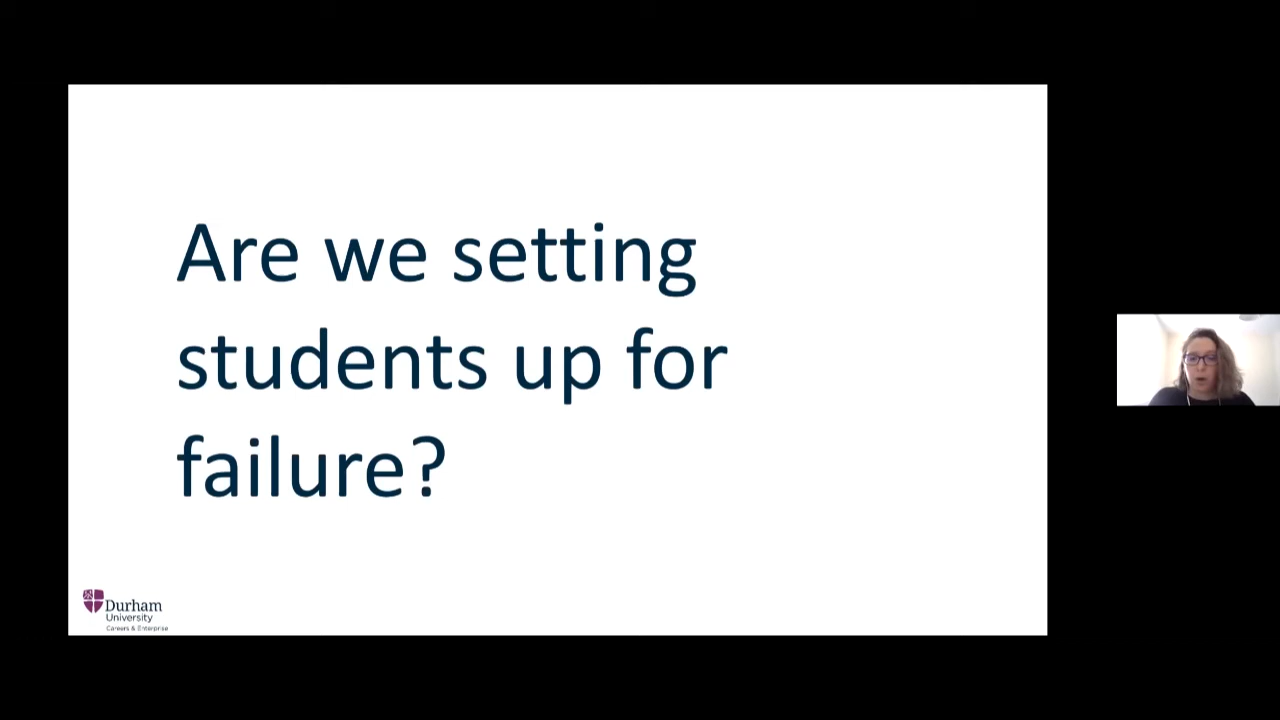 Are we setting
students up for
failure?
Durham
University
Careers & Enterprise